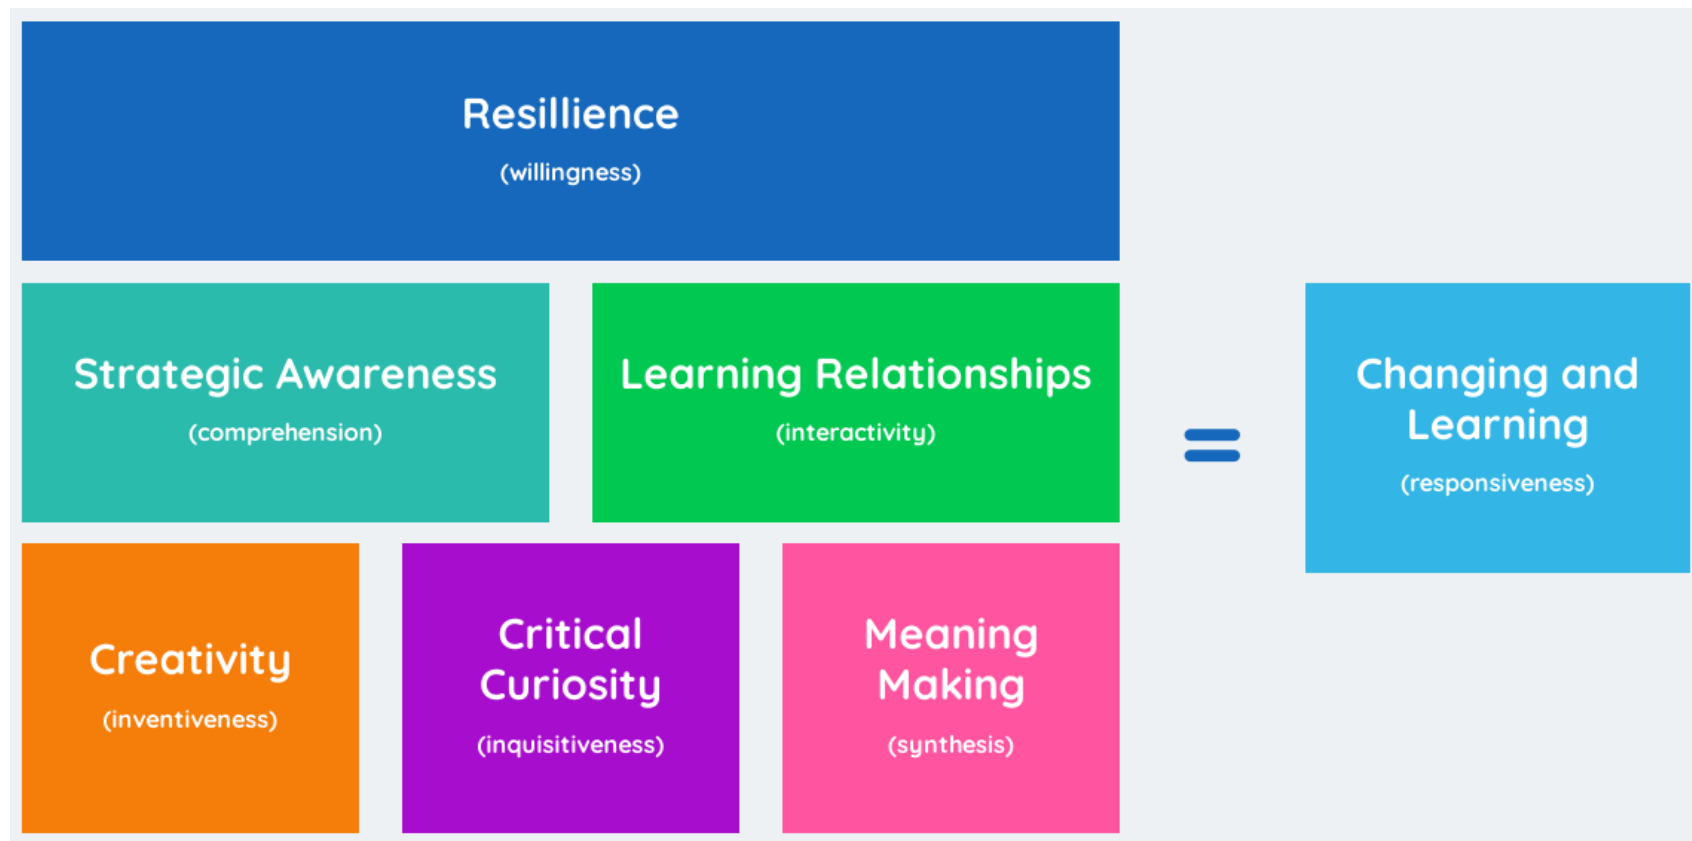 Resillience
(willingness)
Strategic Awareness
(comprehension)
Learning Relationships
(interactivity)
=
Changing and
Learning
(responsiveness)
Creativity
(inventiveness)
Critical
Curiosity
(inquisitiveness)
Meaning
Making
(synthesis)